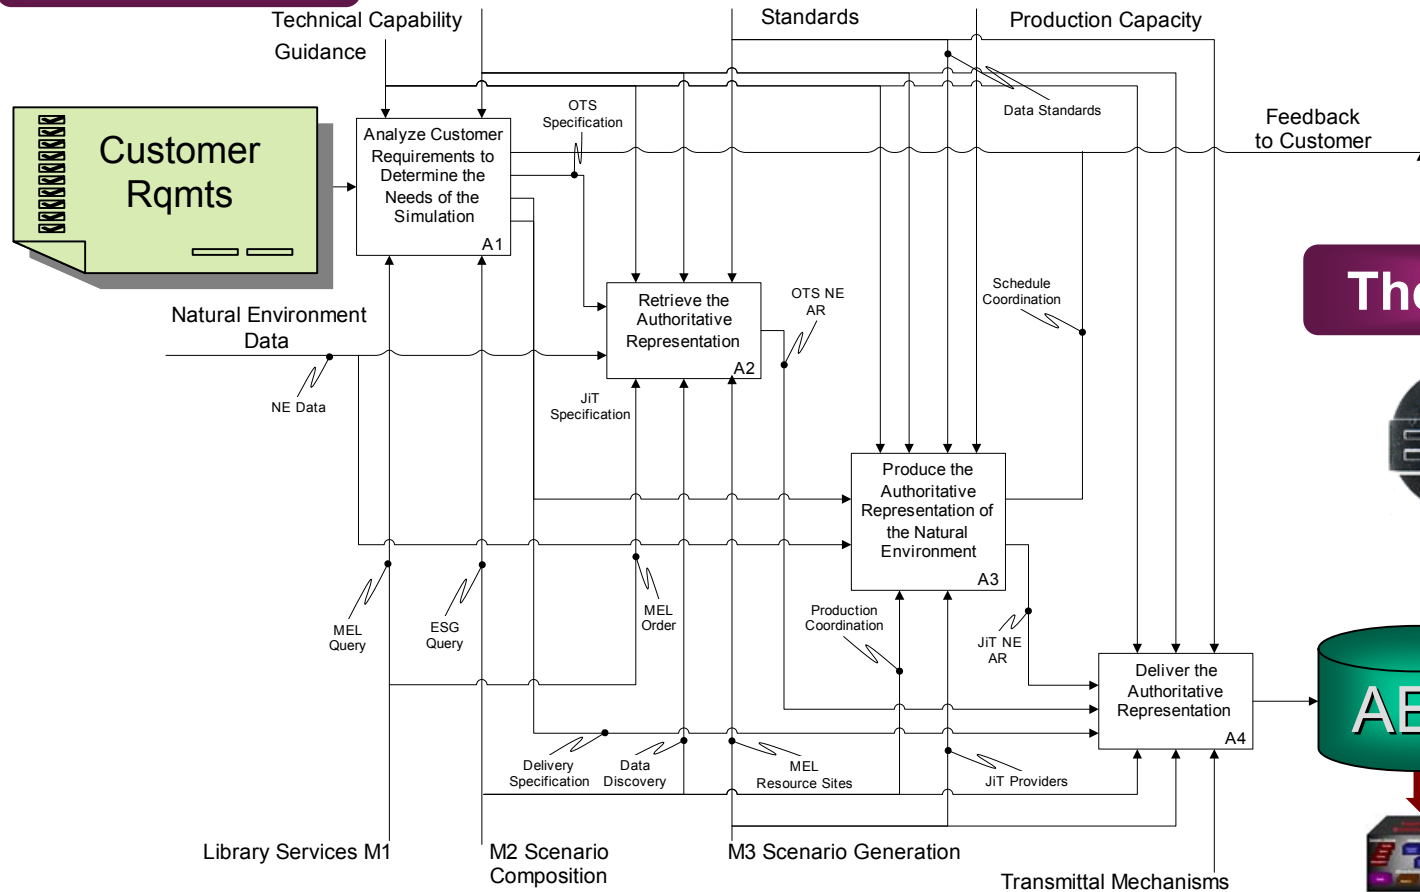 Technical Capability
Guidance
Standards
Production Capacity
OTS
Specification
Data Standards
Feedback
to Customer
Customer
Rqmts
Analyze Customer
Requirements to
Determine the
Needs of the
Simulation
A1
Natural Environment
Data
NE Data
Retrieve the
Authoritative
Representation
A2
OTS NE
AR
Schedule
Coordination
JiT
Specification
Produce the
Authoritative
Representation of
the Natural
Environment
A3
MEL
Query
ESG
Query
MEL
Order
Production
Coordination
JiT NE
AR
Deliver the
Authoritative
Representation
A4
Delivery
Specification
Data
Discovery
MEL
Resource Sites
JiT Providers
Library Services M1
M2 Scenario
Composition
M3 Scenario Generation
Transmittal Mechanisms